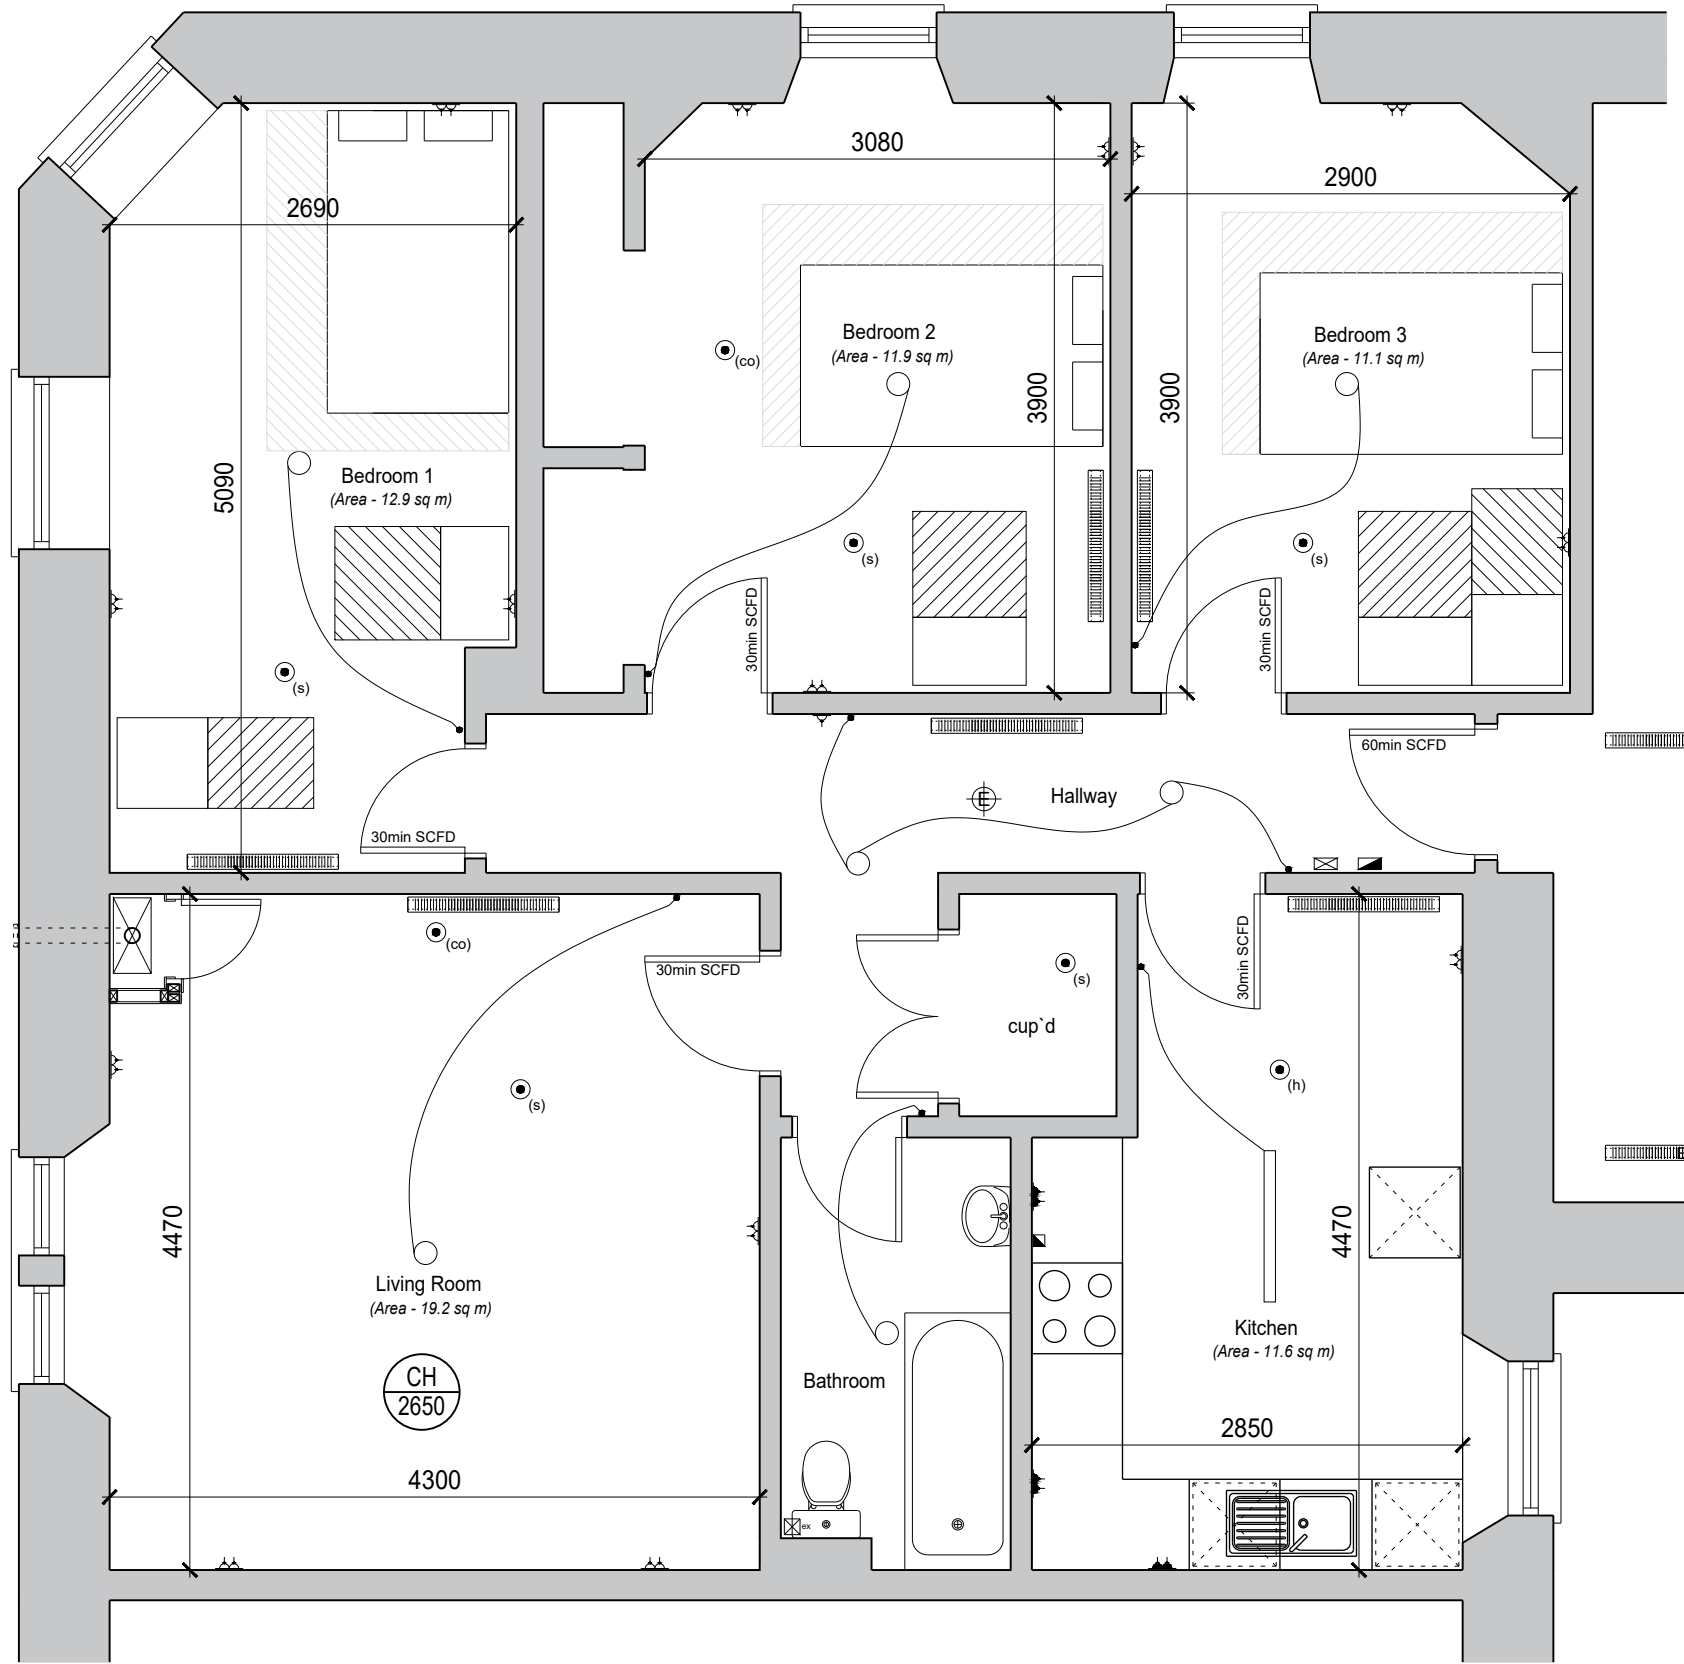 3080
2900
2690
Bedroom 2
(Area - 11.9 sq m)
Bedroom 3
(Area - 11.1 sq m)
(co)
3900
3900
Bedroom 1
(Area - 12.9 sq m)
5090
(s)
(s)
30min SCFD
30min SCFD
(s)
60min SCFD
E
Hallway
30min SCFD
(co)
30min SCFD
(s)
30min SCFD
cup`d
(h)
(s)
4470
4470
Living Room
(Area - 19.2 sq m)
Kitchen
(Area - 11.6 sq m)
CH
2650
Bathroom
2850
4300
ex